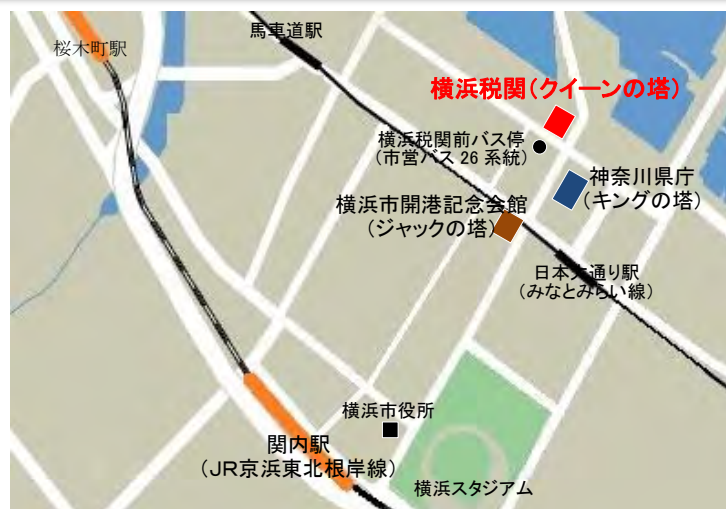 馬車道駅
桜木町駅
横浜税関(クイーンの塔)
横浜税関前バス停
(市営バス 26 系統)
神奈川県庁
(キングの塔)
横浜市開港記念会館
(ジャックの塔)
日本大通り駅
(みなとみらい線)
横浜市役所
関内駅
(JR京浜東北根岸線)
横浜スタジアム